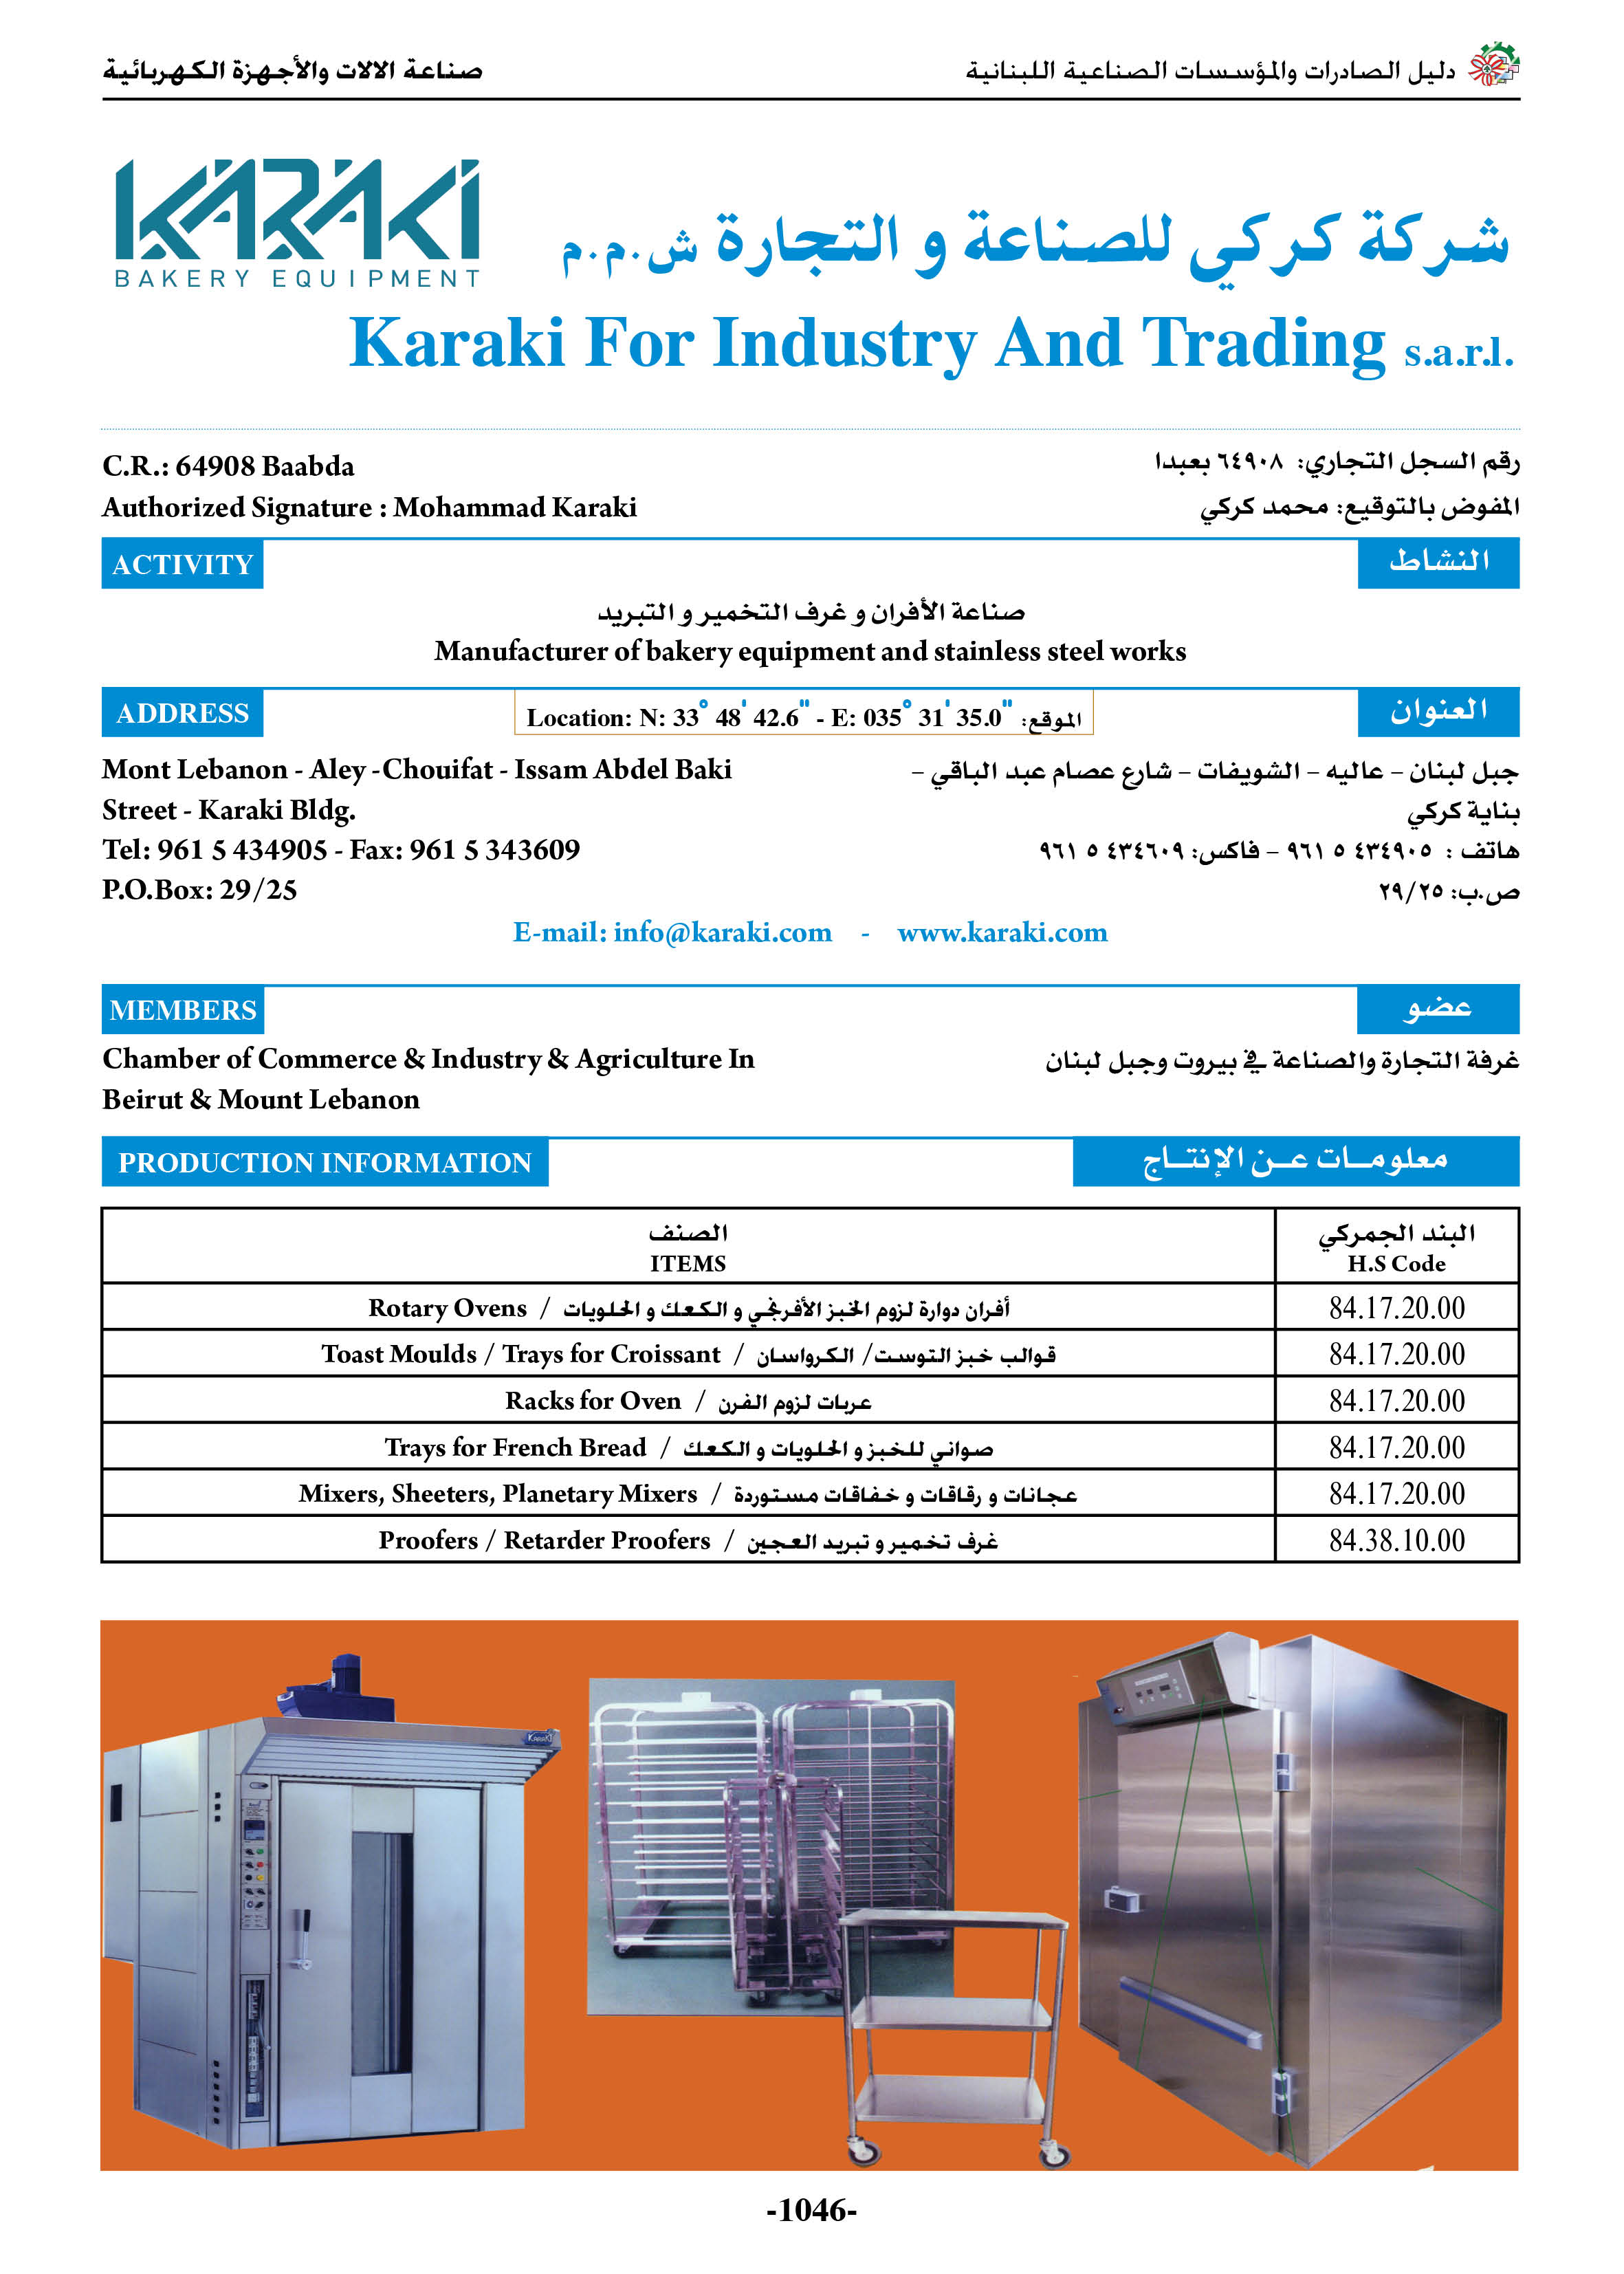 صناعة الالات والأجهزة الكهربائية
دليل الصادرات والمؤسسات الصناعية اللبنانية
KARAKI
BAKERY EQUIPMENT
شركة كركي للصناعة و التجارة ش.م.م
Karaki For Industry And Trading s.a.r.l.
C.R.: 64908 Baabda
رقم السجل التجاري: ٦٤٩٠٨ بعبدا
Authorized Signature : Mohammad Karaki
المفوض بالتوقيع: محمد كركي
ACTIVITY
النشاط
صناعة الأفران و غرف التخمير و التبريد
Manufacturer of bakery equipment and stainless steel works
ADDRESS
Location: N: 33° 48' 42.6" - E: 035° 31' 35.0" الموقع:
العنوان
Mont Lebanon - Aley -Chouifat - Issam Abdel Baki
Street - Karaki Bldg.
Tel: 961 5 434905 - Fax: 961 5 343609
P.O.Box: 29/25
جبل لبنان - عاليه - الشويفات - شارع عصام عبد الباقي -
بناية كركي
هاتف : ٤٣٤٩٠٥ ٥ ٩٦١ - فاكس: ٤٣٤٦٠٩ ٥ ٩٦١
ص.ب: ٢٩/٢٥
E-mail: info@karaki.com - www.karaki.com
MEMBERS
عضو
Chamber of Commerce & Industry & Agriculture In
Beirut & Mount Lebanon
غرفة التجارة والصناعة في بيروت وجبل لبنان
PRODUCTION INFORMATION
معلومـات عـن الإنتـاج
الصنف
ITEMS
البند الجمركي
H.S Code
Rotary Ovens / أفران دوارة لزوم الخبز الأفرنجي و الكعك و الحلويات
84.17.20.00
Toast Moulds / Trays for Croissant / قوالب خبز التوست/ الكرواسان
84.17.20.00
Racks for Oven / عربات لزوم الفرن
84.17.20.00
Trays for French Bread / صواني للخبز و الحلويات و الكعك
84.17.20.00
Mixers, Sheeters, Planetary Mixers / عجانات و رقاقات و خفاقات مستوردة
84.17.20.00
Proofers / Retarder Proofers / غرف تخمير و تبريد العجين
84.38.10.00
Karaki
-1046-